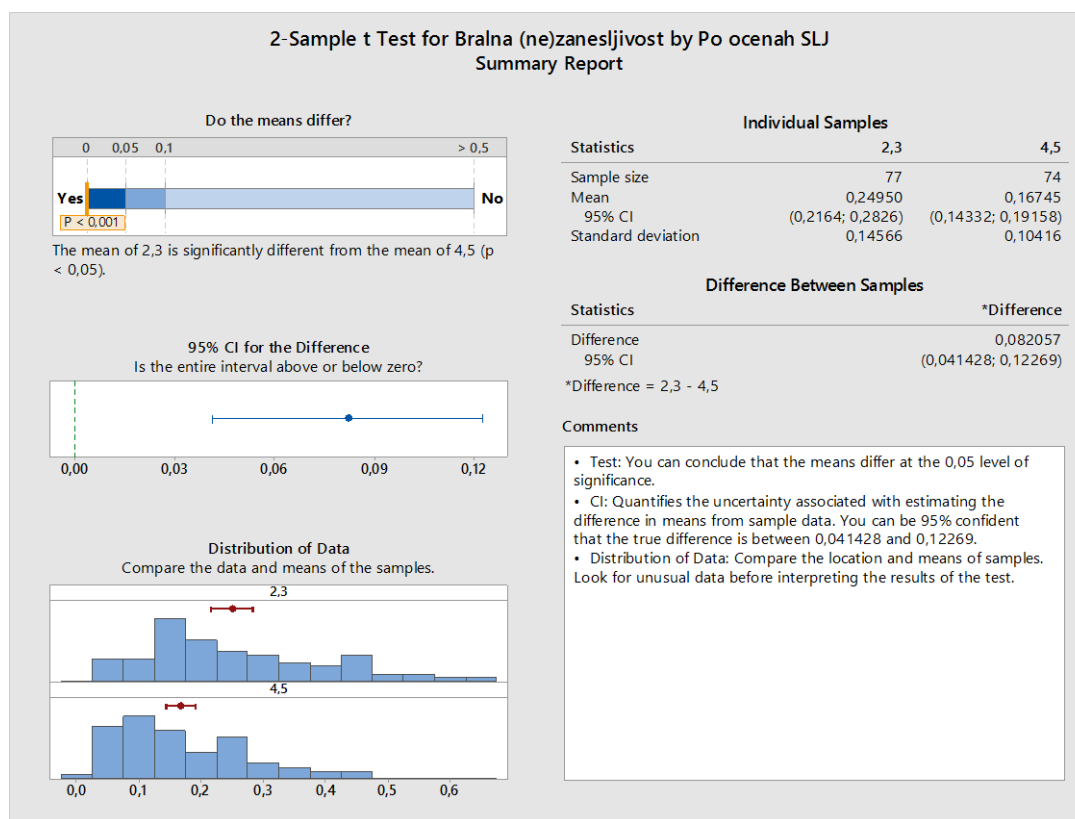 2-Sample t Test for Bralna (ne)zanesljivost by Po ocenah SLJ
Summary Report
Do the means differ?
0 0,05 0,1 > 0,5
Yes No
P < 0,001
The mean of 2,3 is significantly different from the mean of 4,5 (p
< 0,05).
95% CI for the Difference
Is the entire interval above or below zero?
0,00 0,03 0,06 0,09 0,12
Distribution of Data
Compare the data and means of the samples.
2,3
4,5
0,0 0,1 0,2 0,3 0,4 0,5 0,6
Individual Samples
Statistics 2,3 4,5
Sample size 77 74
Mean 0,24950 0,16745
95% CI (0,2164; 0,2826) (0,14332; 0,19158)
Standard deviation 0,14566 0,10416
Difference Between Samples
Statistics *Difference
Difference 0,082057
95% CI (0,041428; 0,12269)
*Difference = 2,3 - 4,5
Comments
• Test: You can conclude that the means differ at the 0,05 level of
significance.
• CI: Quantifies the uncertainty associated with estimating the
difference in means from sample data. You can be 95% confident
that the true difference is between 0,041428 and 0,12269.
• Distribution of Data: Compare the location and means of samples.
Look for unusual data before interpreting the results of the test.